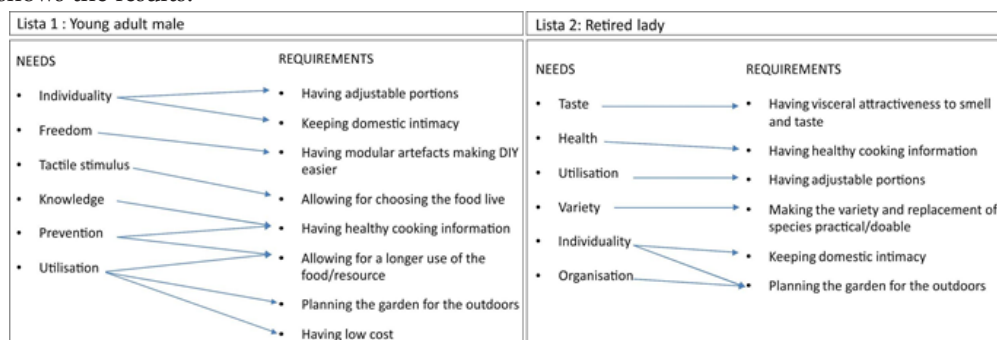 shows the results.
Lista 1 : Young adult male
NEEDS
• Individuality
• Freedom
• Tactile stimulus
• Knowledge
• Prevention
• Utilisation
REQUIREMENTS
• Having adjustable portions
• Keeping domestic intimacy
• Having modular artefacts making DIY
easier
• Allowing for choosing the food live
• Having healthy cooking information
• Allowing for a longer use of the
food/resource
• Planning the garden for the outdoors
• Having low cost
Lista 2: Retired lady
NEEDS
• Taste
• Health
• Utilisation
• Variety
• Individuality
• Organisation
REQUIREMENTS
• Having visceral attractiveness to smell
and taste
• Having healthy cooking information
• Having adjustable portions
• Making the variety and replacement of
species practical/doable
• Keeping domestic intimacy
• Planning the garden for the outdoors